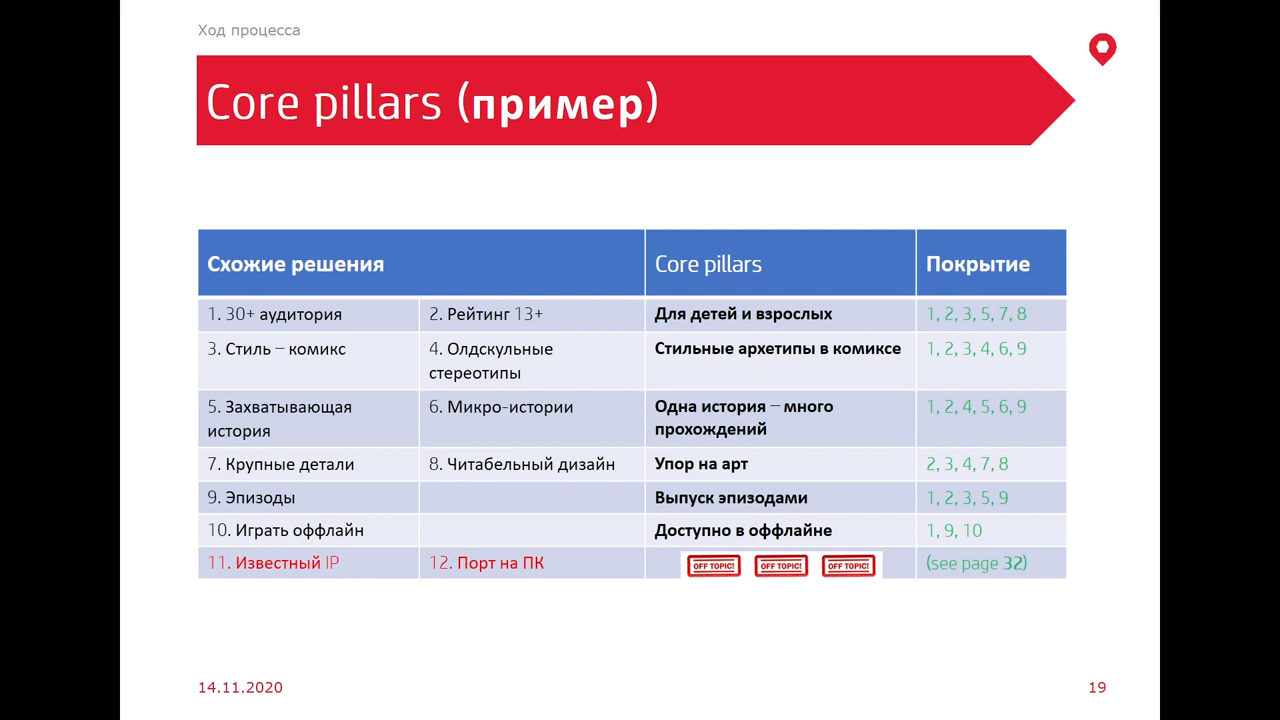 Ход процесса
Core pillars (пример)
Схожие решения
Core pillars
Покрытие
1. 30+ аудитория
2. Рейтинг 13+
Для детей и взрослых
1, 2, 3, 5, 7, 8
3. Стиль – комикс
4. Олдскульные
стереотипы
Стильные архетипы в комиксе
1, 2, 3, 4, 6, 9
5. Захватывающая
история
6. Микро-истории
Одна история – много
прохождений
1, 2, 4, 5, 6, 9
7. Крупные детали
8. Читабельный дизайн
Упор на арт
2, 3, 4, 7, 8
9. Эпизоды
Выпуск эпизодами
1, 2, 3, 5, 9
10. Играть оффлайн
Доступно в оффлайне
1, 9, 10
11. Известный IP
12. Порт на ПК
OFF TOPIC! OFF TOPIC! OFF TOPIC!
(see page 32)
14.11.2020
19